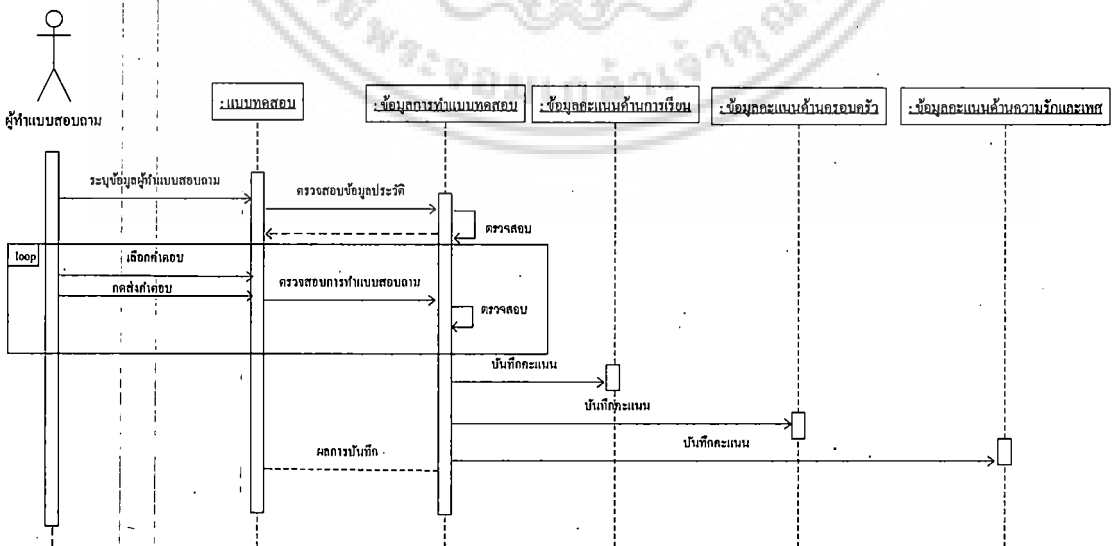 ผู้ทำแบบสอบถาม
: แบบทดสอบ
: ข้อมูลการทำแบบทดสอบ
: ข้อมูลคะแนนด้านการเรียน
: ข้อมูลคะแนนด้านครอบครัว
: ข้อมูลคะแนนด้านความรักและเพศ
ระบุข้อมูลผู้ทำแบบสอบถาม
ตรวจสอบข้อมูลประวัติ
ตรวจสอบ
loop
เลือกคำตอบ
กดส่งคำตอบ
ตรวจสอบการทำแบบสอบถาม
ตรวจสอบ
บันทึกคะแนน
บันทึกคะแนน
บันทึกคะแนน
ผลการบันทึก